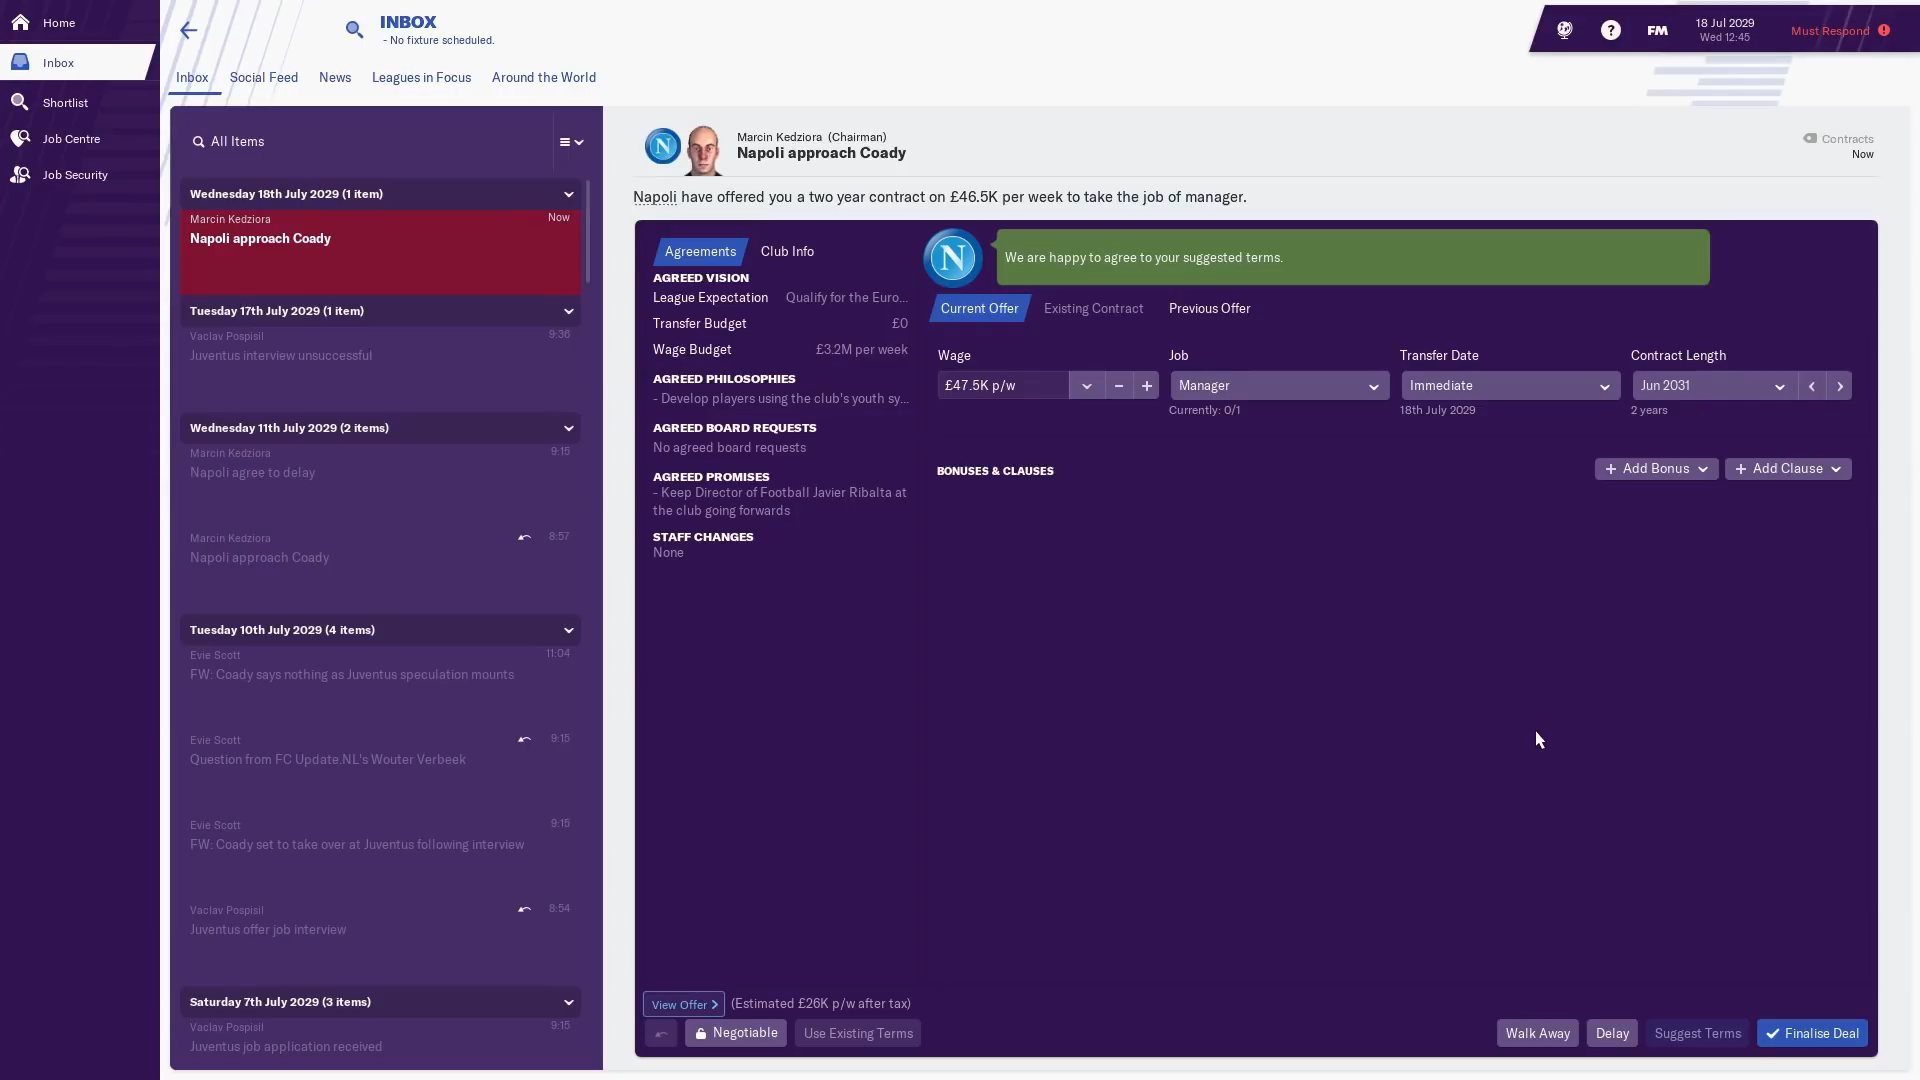 Home
Inbox
Shortlist
Job Centre
Job Security
INBOX
- No fixture scheduled.
FM
18 Jul 2029
Wed 12:45
Must Respond
Inbox
Social Feed
News
Leagues in Focus
Around the World
All Items
Wednesday 18th July 2029 (1 item)
Marcin Kedziora
Now
Napoli approach Coady
Tuesday 17th July 2029 (1 item)
Vaclav Pospisil
9:36
Juventus interview unsuccessful
Wednesday 11th July 2029 (2 items)
Marcin Kedziora
9:15
Napoli agree to delay
Marcin Kedziora
8:57
Napoli approach Coady
Tuesday 10th July 2029 (4 items)
Evie Scott
11:04
FW: Coady says nothing as Juventus speculation mounts
Evie Scott
9:15
Question from FC Update.NL's Wouter Verbeek
Evie Scott
9:15
FW: Coady set to take over at Juventus following interview
Vaclav Pospisil
8:54
Juventus offer job interview
Saturday 7th July 2029 (3 items)
Vaclav Pospisil
9:15
Juventus job application received
N
Marcin Kedziora (Chairman)
Napoli approach Coady
Contracts
Now
Napoli have offered you a two year contract on £46.5K per week to take the job of manager.
Agreements
Club Info
AGREED VISION
League Expectation
Qualify for the Euro...
Transfer Budget
£0
Wage Budget
£3.2M per week
AGREED PHILOSOPHIES
- Develop players using the club's youth sy...
AGREED BOARD REQUESTS
No agreed board requests
AGREED PROMISES
- Keep Director of Football Javier Ribalta at
the club going forwards
STAFF CHANGES
None
N
We are happy to agree to your suggested terms.
Current Offer
Existing Contract
Previous Offer
Wage
£47.5K p/w
Job
Manager
Currently: 0/1
Transfer Date
Immediate
18th July 2029
Contract Length
Jun 2031
2 years
BONUSES & CLAUSES
Add Bonus
Add Clause
View Offer
(Estimated £26K p/w after tax)
Negotiable
Use Existing Terms
Walk Away
Delay
Suggest Terms
Finalise Deal